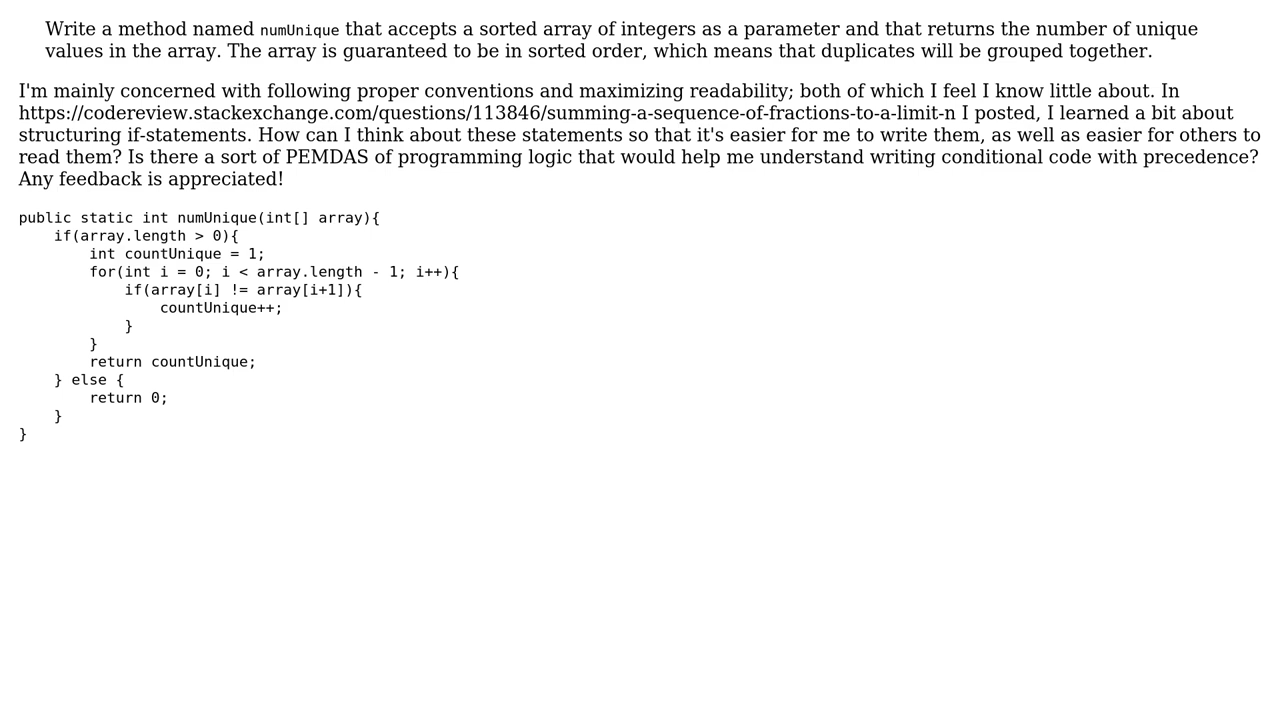 Write a method named numUnique that accepts a sorted array of integers as a parameter and that returns the number of unique
values in the array. The array is guaranteed to be in sorted order, which means that duplicates will be grouped together.
I'm mainly concerned with following proper conventions and maximizing readability; both of which I feel I know little about. In
https://codereview.stackexchange.com/questions/113846/summing-a-sequence-of-fractions-to-a-limit-n I posted, I learned a bit about
structuring if-statements. How can I think about these statements so that it's easier for me to write them, as well as easier for others to
read them? Is there a sort of PEMDAS of programming logic that would help me understand writing conditional code with precedence?
Any feedback is appreciated!
public static int numUnique(int[] array){
    if(array.length > 0){
        int countUnique = 1;
        for(int i = 0; i < array.length - 1; i++){
            if(array[i] != array[i+1]){
                countUnique++;
            }
        }
        return countUnique;
    } else {
        return 0;
    }
}